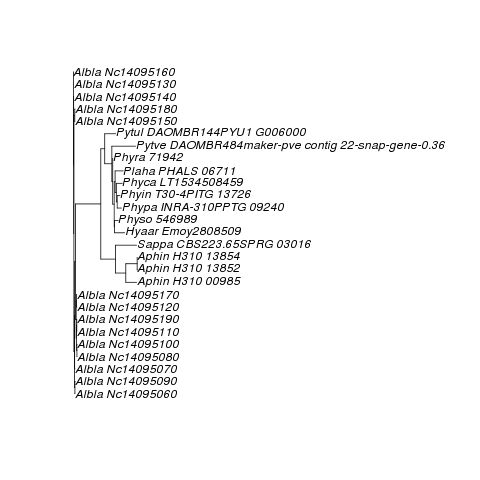 Albla Nc14095160
Albla Nc14095130
Albla Nc14095140
Albla Nc14095180
Albla Nc14095150
Pytul DAOMBR144PYU1 G006000
Pytve DAOMBR484maker-pve contig 22-snap-gene-0.36
Phyra 71942
Plaha PHALS 06711
Phyca LT1534508459
Phyin T30-4PITG 13726
Phypa INRA-310PPTG 09240
Physo 546989
Hyaar Emoy2808509
Sappa CBS223.65SPRG 03016
Aphin H310 13854
Aphin H310 13852
Aphin H310 00985
Albla Nc14095170
Albla Nc14095120
Albla Nc14095190
Albla Nc14095110
Albla Nc14095100
Albla Nc14095080
Albla Nc14095070
Albla Nc14095090
Albla Nc14095060